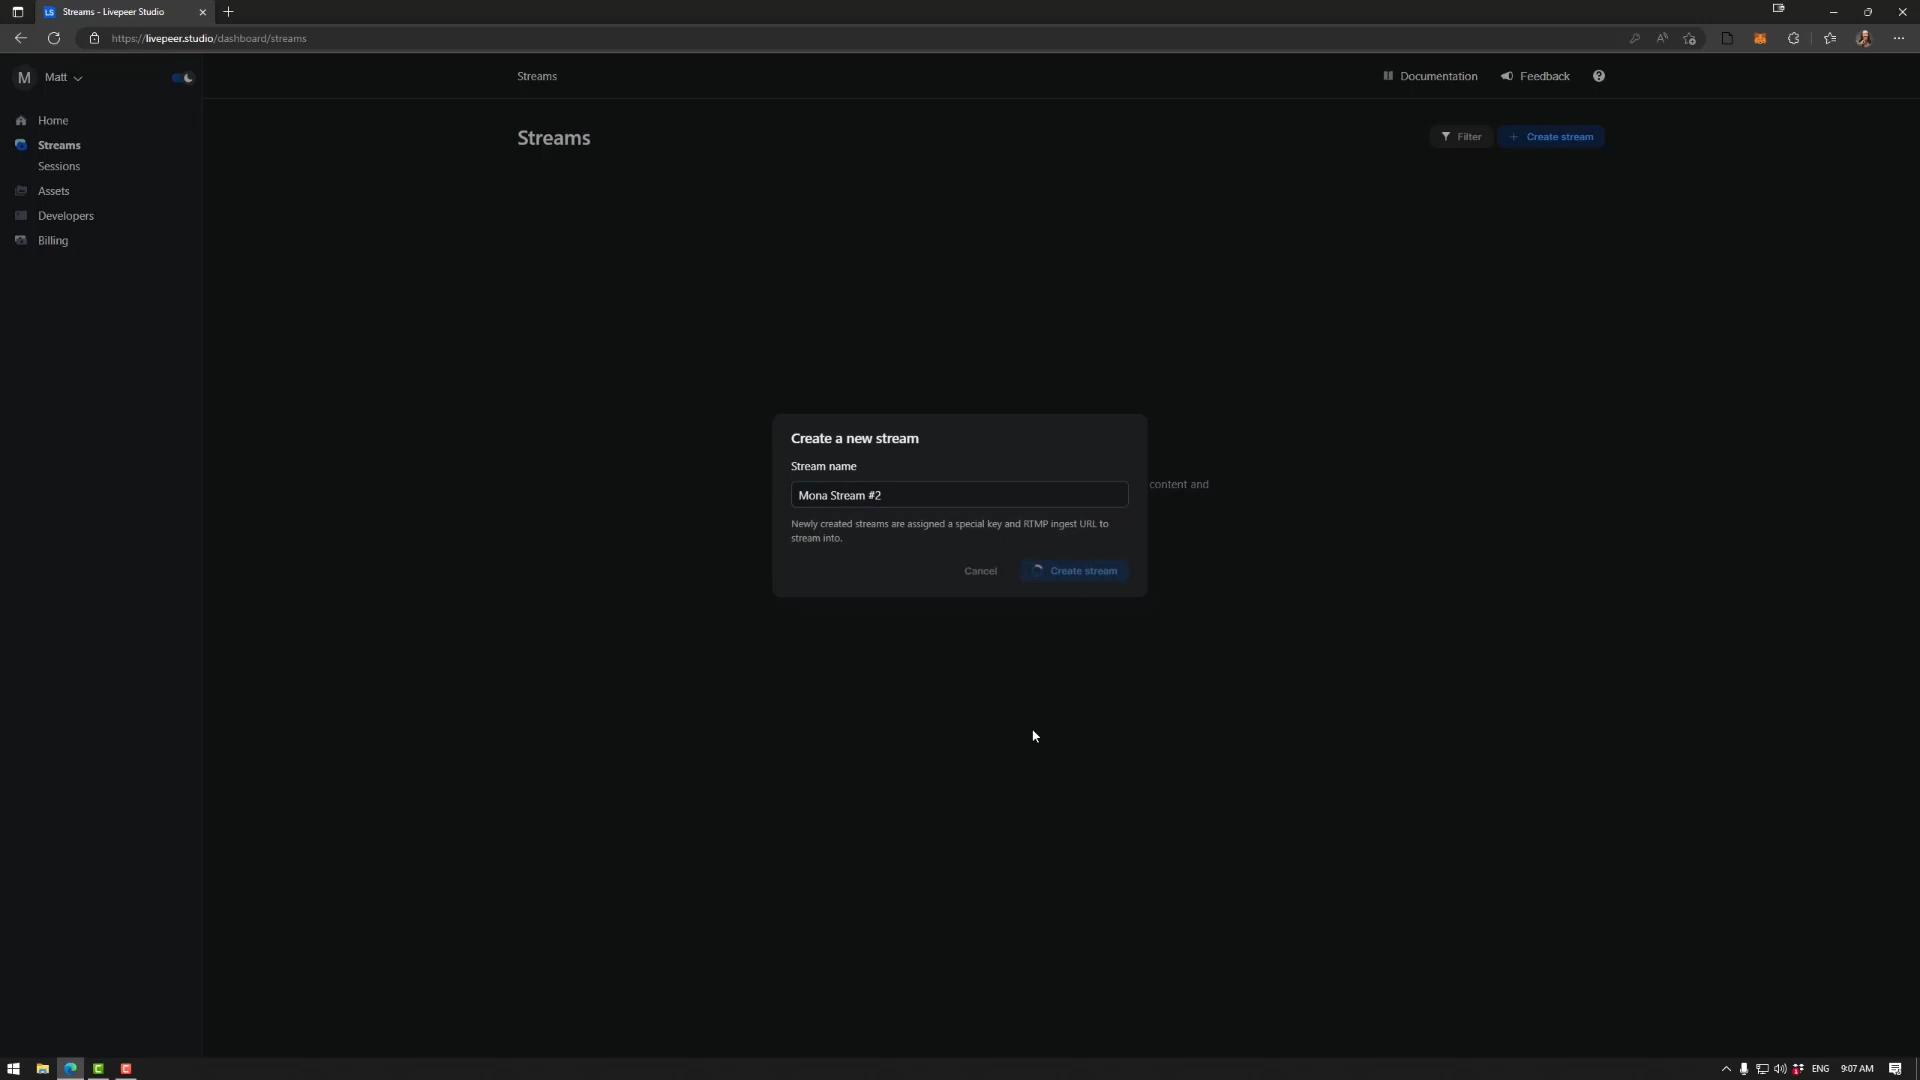 LS Streams - Livepeer Studio
https://livepeer.studio/dashboard/streams
M Matt
Streams
Documentation
Feedback
Home
Streams
Sessions
Assets
Developers
Billing
Streams
Filter
Create stream
content and
Create a new stream
Stream name
Mona Stream #2
Newly created streams are assigned a special key and RTMP ingest URL to
stream into.
Cancel
Create stream
ENG
9:07 AM